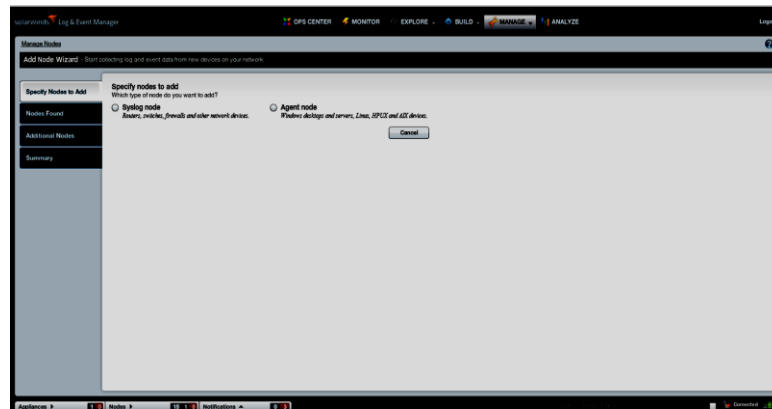 solarwinds Log & Event Manager
OPS CENTER MONITOR EXPLORE BUILD MANAGE ANALYZE
Manage Nodes
Add Node Wizard - Start collecting log and event data from new devices on your network.
Specify Nodes to Add
Nodes Found
Additional Nodes
Summary
Specify nodes to add
Which type of node do you want to add?
Syslog node
Routers, switches, firewalls and other network devices.
Agent node
Windows desktops and servers, Linux, HPUX and AIX devices.
Cancel
Appliances Nodes Notifications Connected